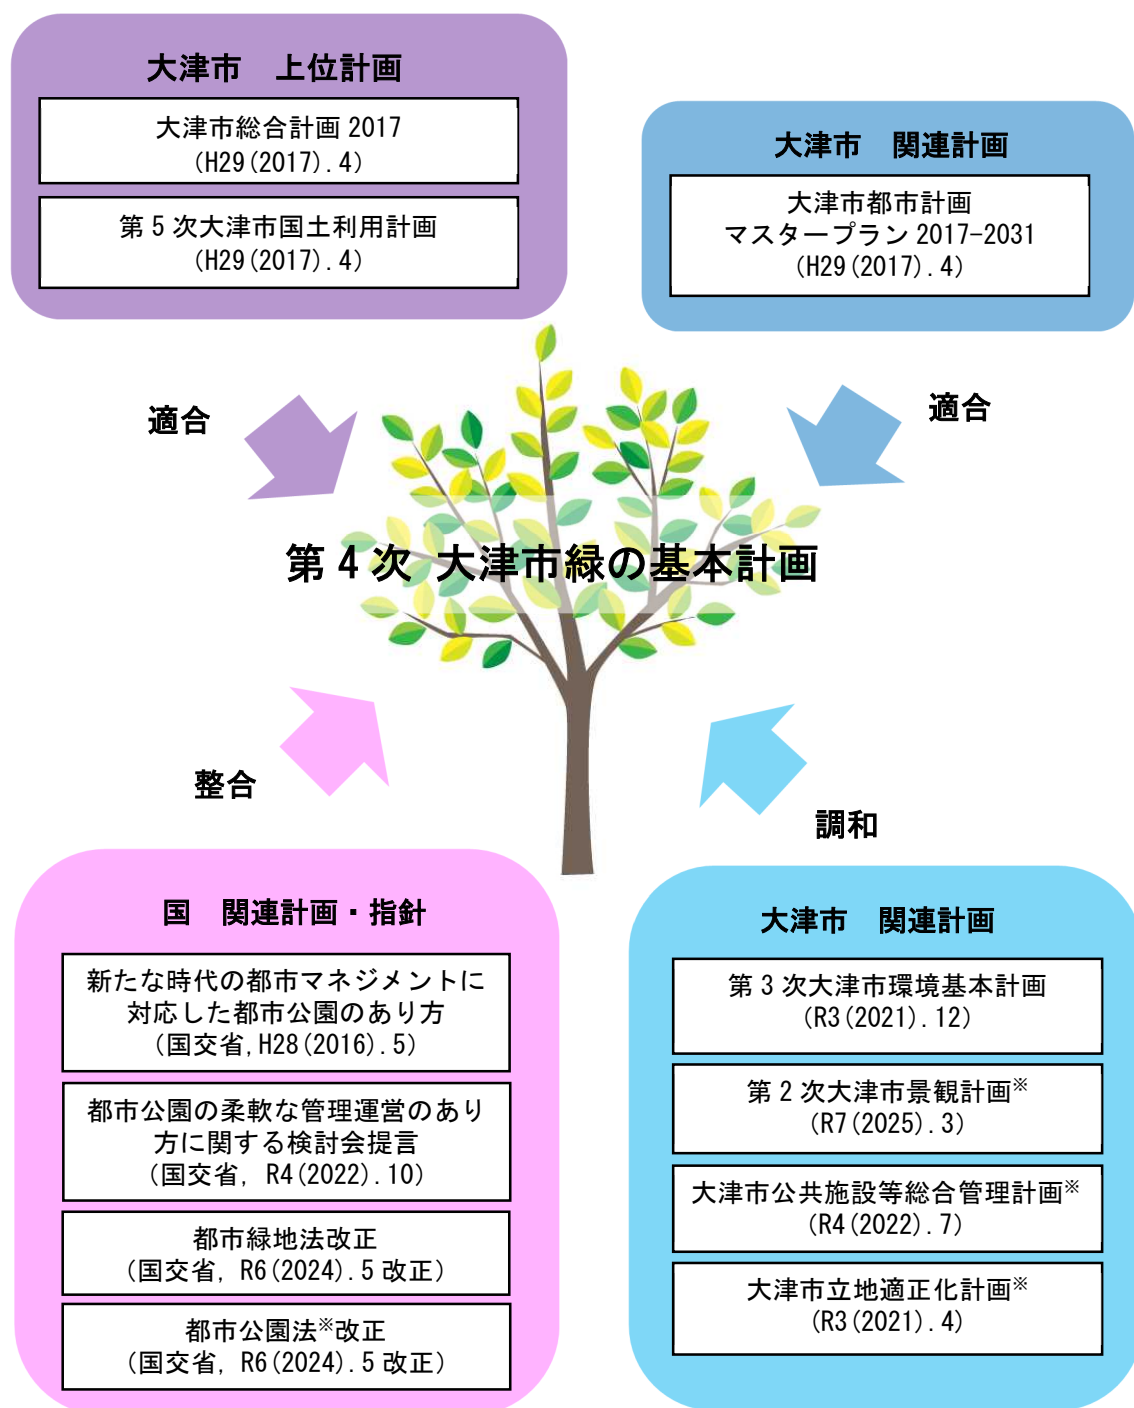 大津市　上位計画
大津市総合計画 2017
(H29(2017).4)
第 5 次大津市国土利用計画
(H29(2017).4)
大津市　関連計画
大津市都市計画
マスタープラン 2017-2031
(H29(2017).4)
適合
適合
第 4 次 大津市緑の基本計画
整合
調和
国　関連計画・指針
新たな時代の都市マネジメントに
対応した都市公園のあり方
(国交省,H28(2016).5)
都市公園の柔軟な管理運営のあり
方に関する検討会提言
(国交省, R4(2022).10)
都市緑地法改正
(国交省, R6(2024).5 改正)
都市公園法※改正
(国交省, R6(2024).5 改正)
大津市　関連計画
第 3 次大津市環境基本計画
(R3(2021).12)
第 2 次大津市景観計画※
(R7(2025).3)
大津市公共施設等総合管理計画※
(R4(2022).7)
大津市立地適正化計画※
(R3(2021).4)